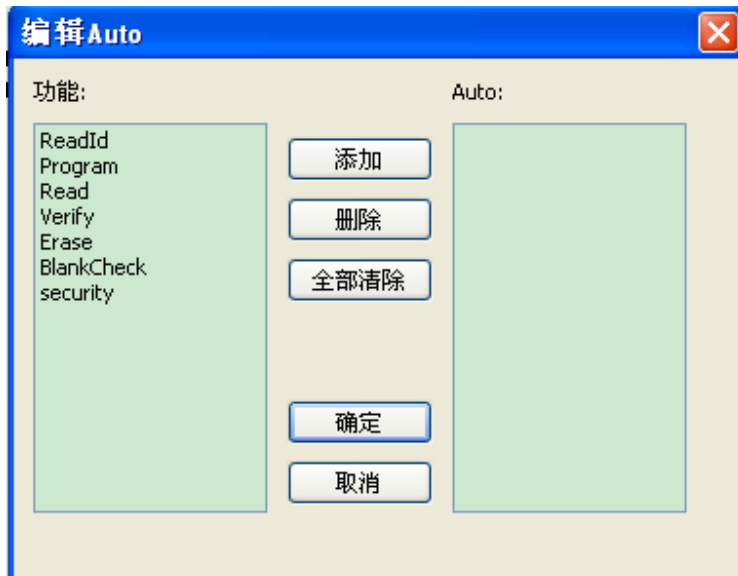 编辑Auto
功能:
Auto:
ReadId
Program
Read
Verify
Erase
BlankCheck
security
添加
删除
全部清除
确定
取消